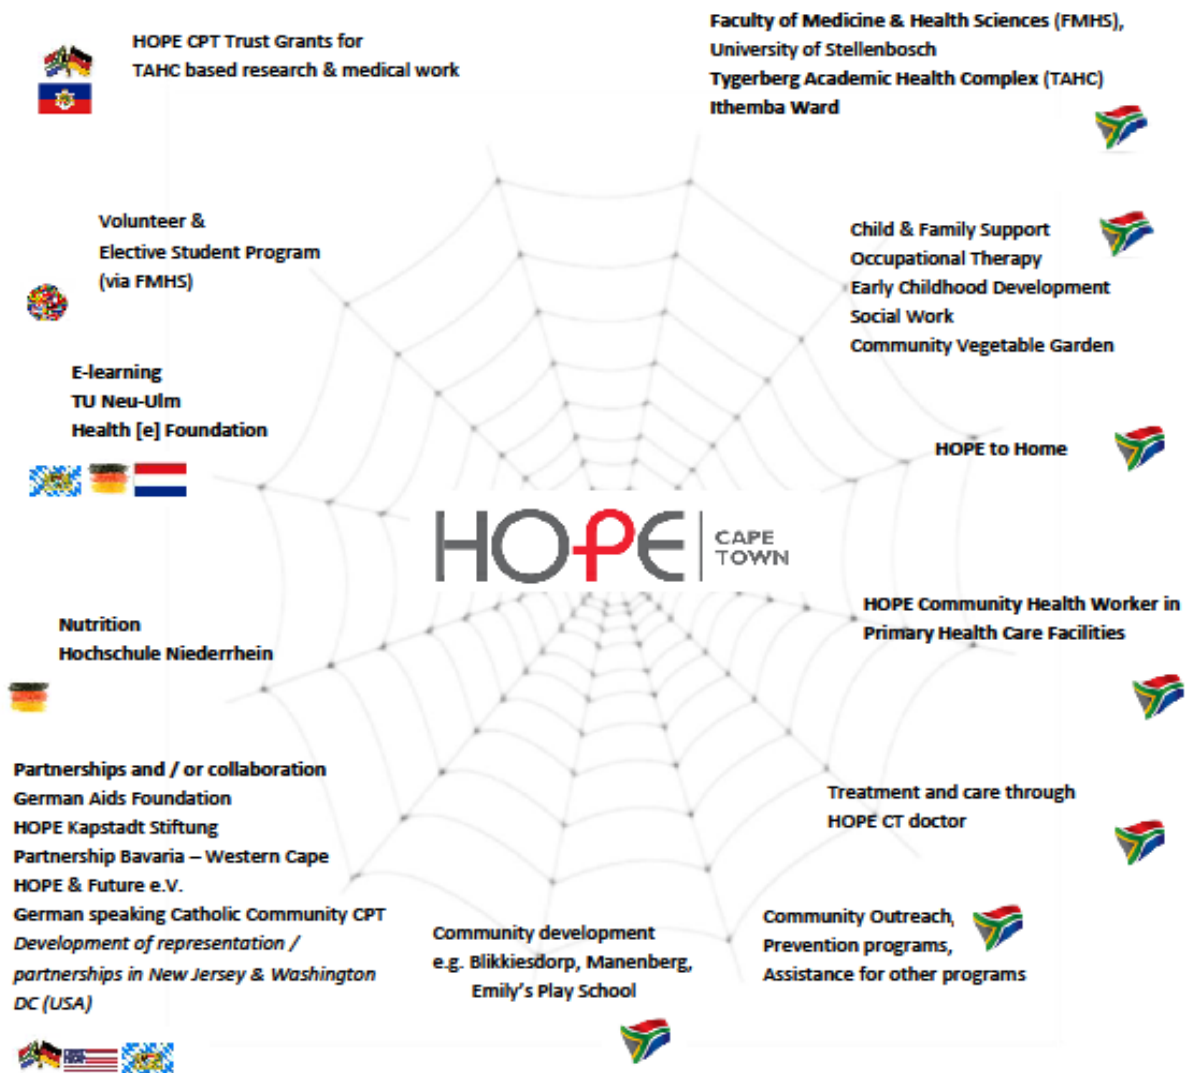 HOPE CPT Trust Grants for
TAHC based research & medical work
Faculty of Medicine & Health Sciences (FMHS),
University of Stellenbosch
Tygerberg Academic Health Complex (TAHC)
Ithemba Ward
Volunteer &
Elective Student Program
(via FMHS)
Child & Family Support
Occupational Therapy
Early Childhood Development
Social Work
Community Vegetable Garden
E-learning
TU Neu-Ulm
Health [e] Foundation
HOPE to Home
HOPE CAPE
TOWN
Nutrition
Hochschule Niederrhein
HOPE Community Health Worker in
Primary Health Care Facilities
Partnerships and / or collaboration
German Aids Foundation
HOPE Kapstadt Stiftung
Partnership Bavaria – Western Cape
HOPE & Future e.V.
German speaking Catholic Community CPT
Development of representation /
partnerships in New Jersey & Washington
DC (USA)
Treatment and care through
HOPE CT doctor
Community development
e.g. Blikkiesdorp, Manenberg,
Emily's Play School
Community Outreach,
Prevention programs,
Assistance for other programs